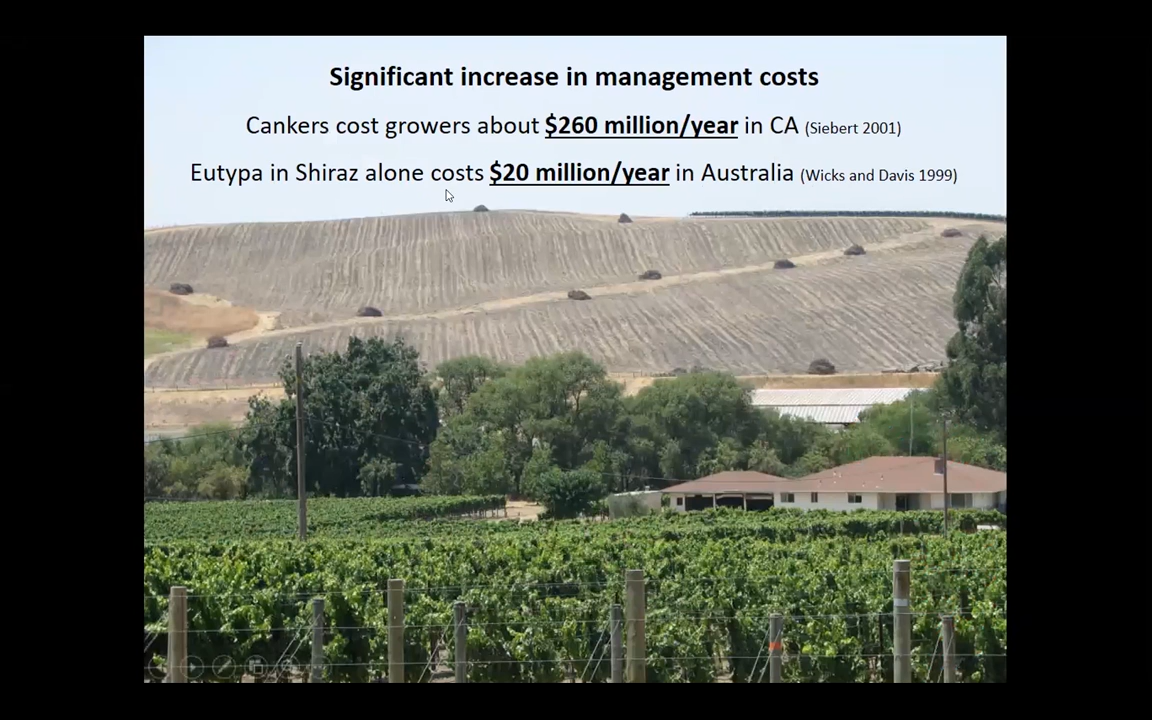 Significant increase in management costs
Cankers cost growers about $260 million/year in CA (Siebert 2001)
Eutypa in Shiraz alone costs $20 million/year in Australia (Wicks and Davis 1999)